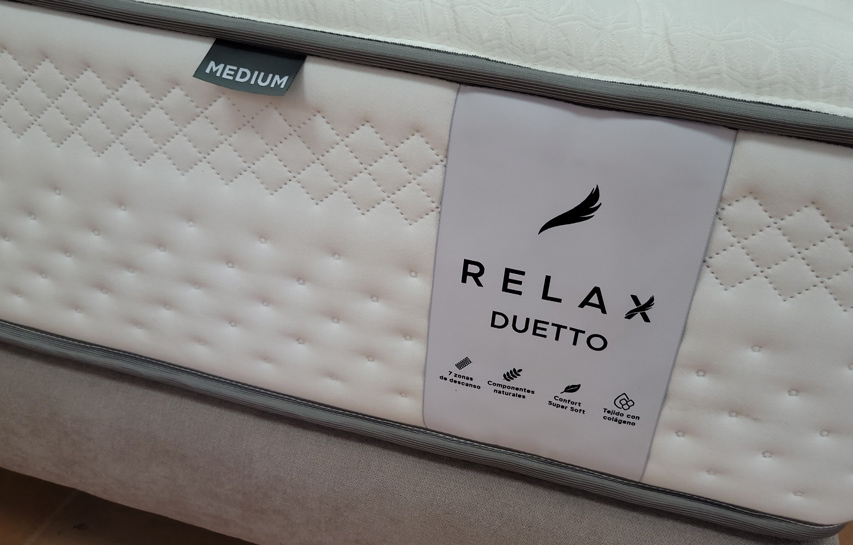 MEDIUM
RELAX
DUETTO
7 zonas
de descanso
Componentes
naturales
Confort
Super Soft
Tejido con
colágeno